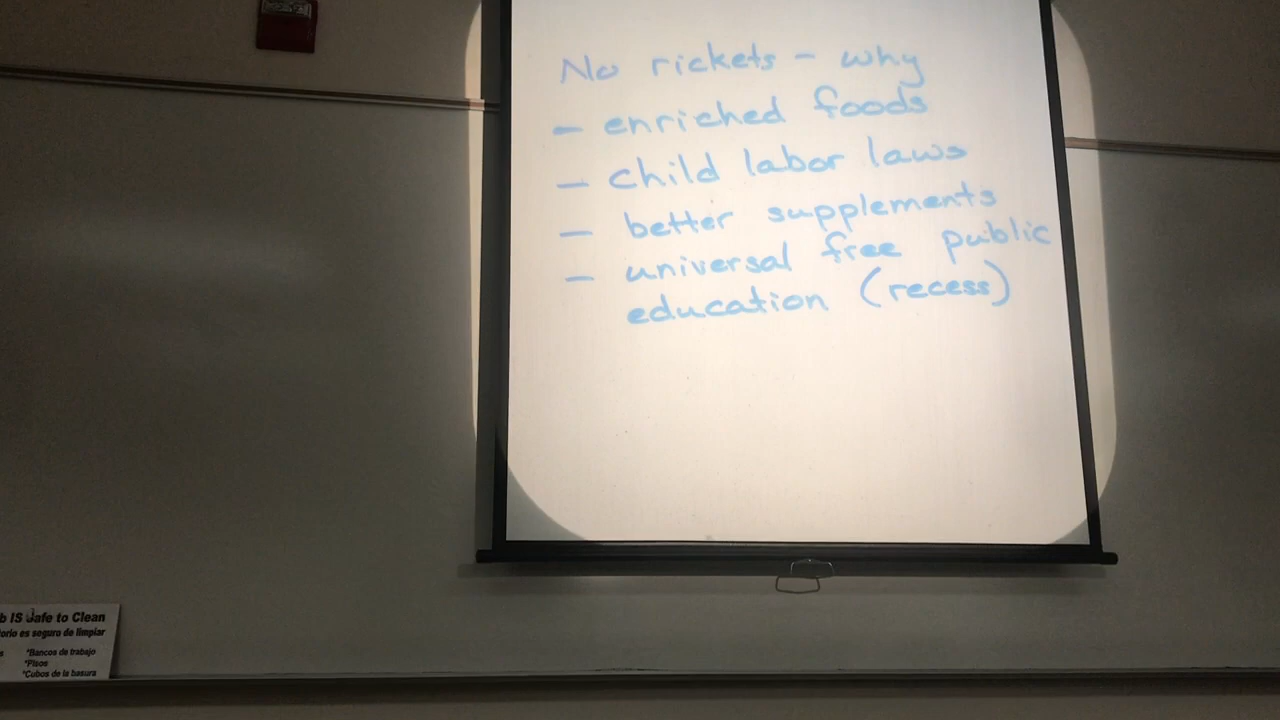 No rickets - why
- enriched foods
- child labor laws
- better supplements
- universal free public
education (recess)
b IS Safe to Clean
torio es seguro de limpiar
s *Bancos de trabajo
*Pisos
*Cubos de la basura